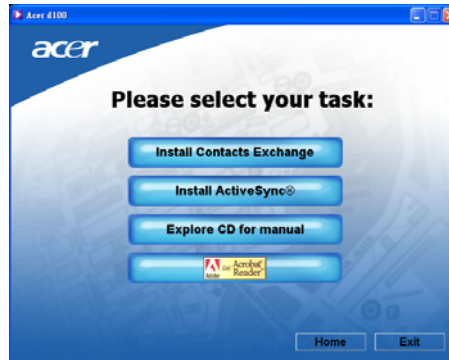 Acer d100
acer
Please select your task:
Install Contacts Exchange
Install ActiveSync®
Explore CD for manual
Adobe Get Acrobat® Reader®
Home Exit